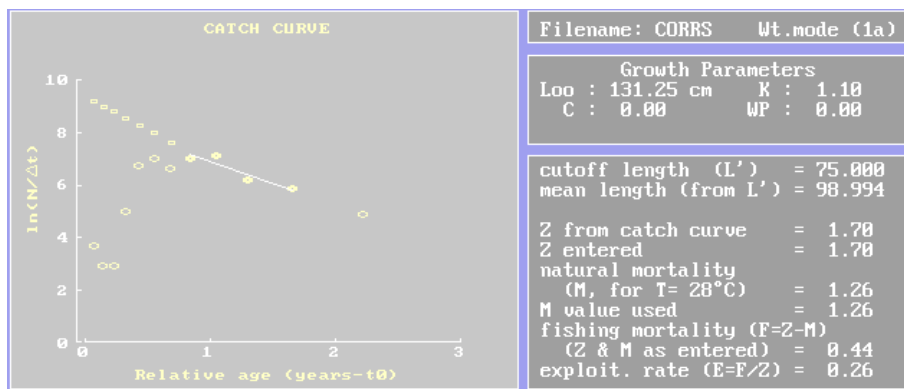 CATCH CURVE
10
8
6
4
2
0
ln(N/Δt)
0 1 2 3
Relative age (years-t0)
Filename: CORRS Wt.mode (1a)
Growth Parameters
Loo : 131.25 cm K : 1.10
C : 0.00 WP : 0.00
cutoff length (L') = 75.000
mean length (from L') = 98.994
Z from catch curve = 1.70
Z entered = 1.70
natural mortality
(M, for T= 28°C) = 1.26
M value used = 1.26
fishing mortality (F=Z-M)
(Z & M as entered) = 0.44
exploit. rate (E=F/Z) = 0.26